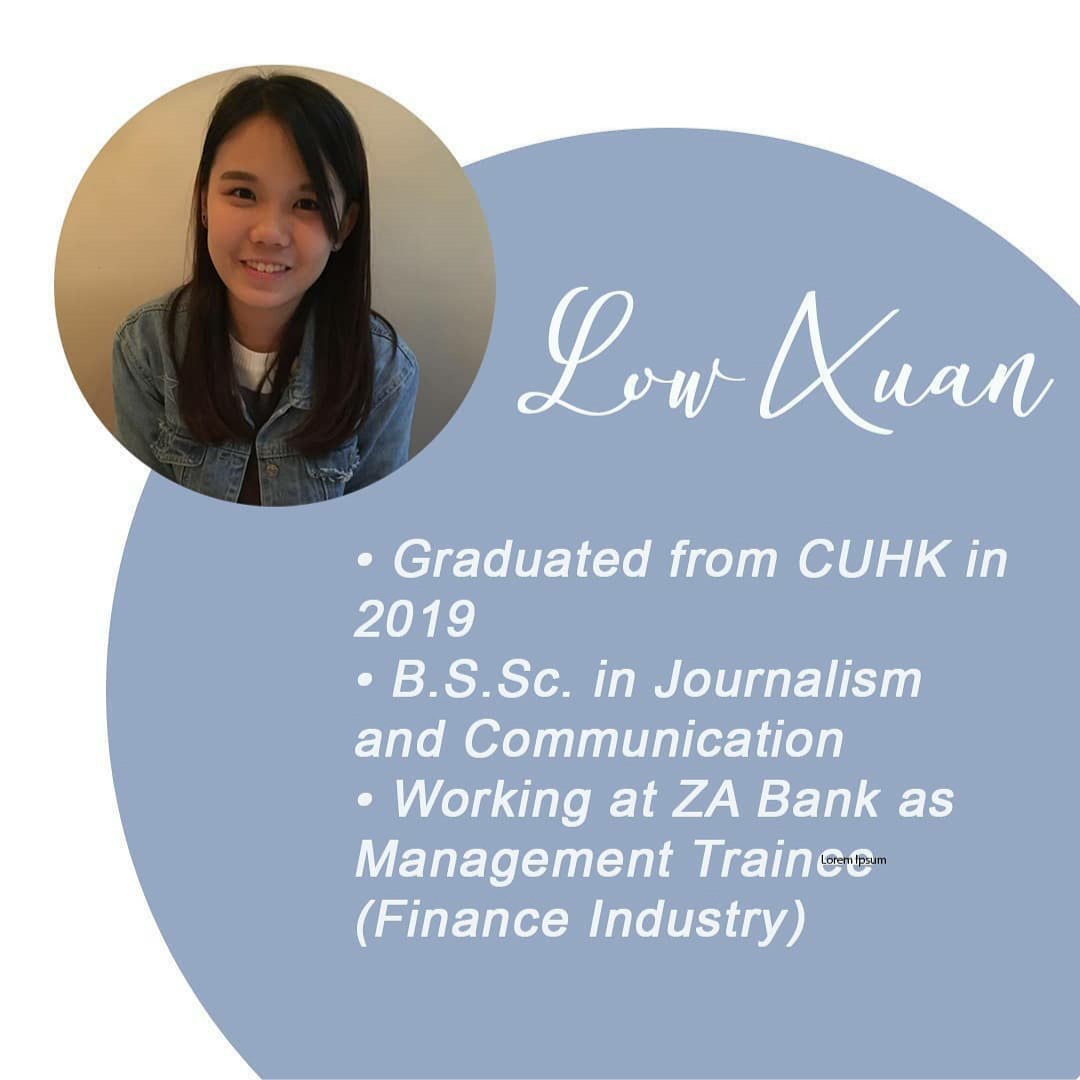 Low Xuan
• Graduated from CUHK in
2019
• B.S.Sc. in Journalism
and Communication
• Working at ZA Bank as
Management Trainee
Lorem Ipsum
(Finance Industry)